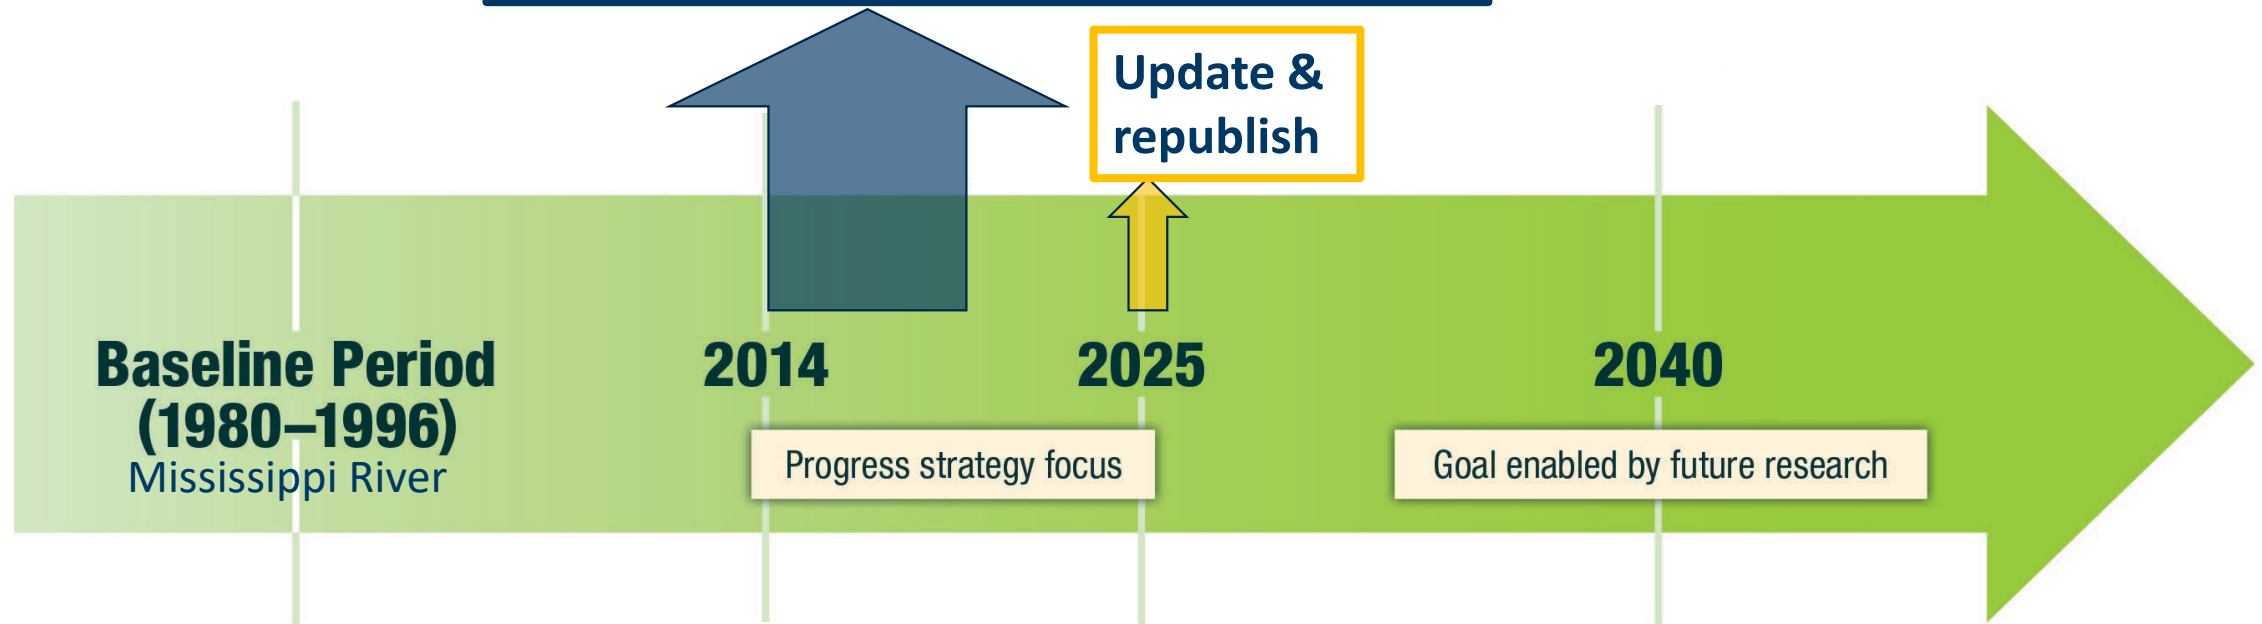 Update &
republish
Baseline Period
(1980–1996)
Mississippi River
2014
2025
2040
Progress strategy focus
Goal enabled by future research